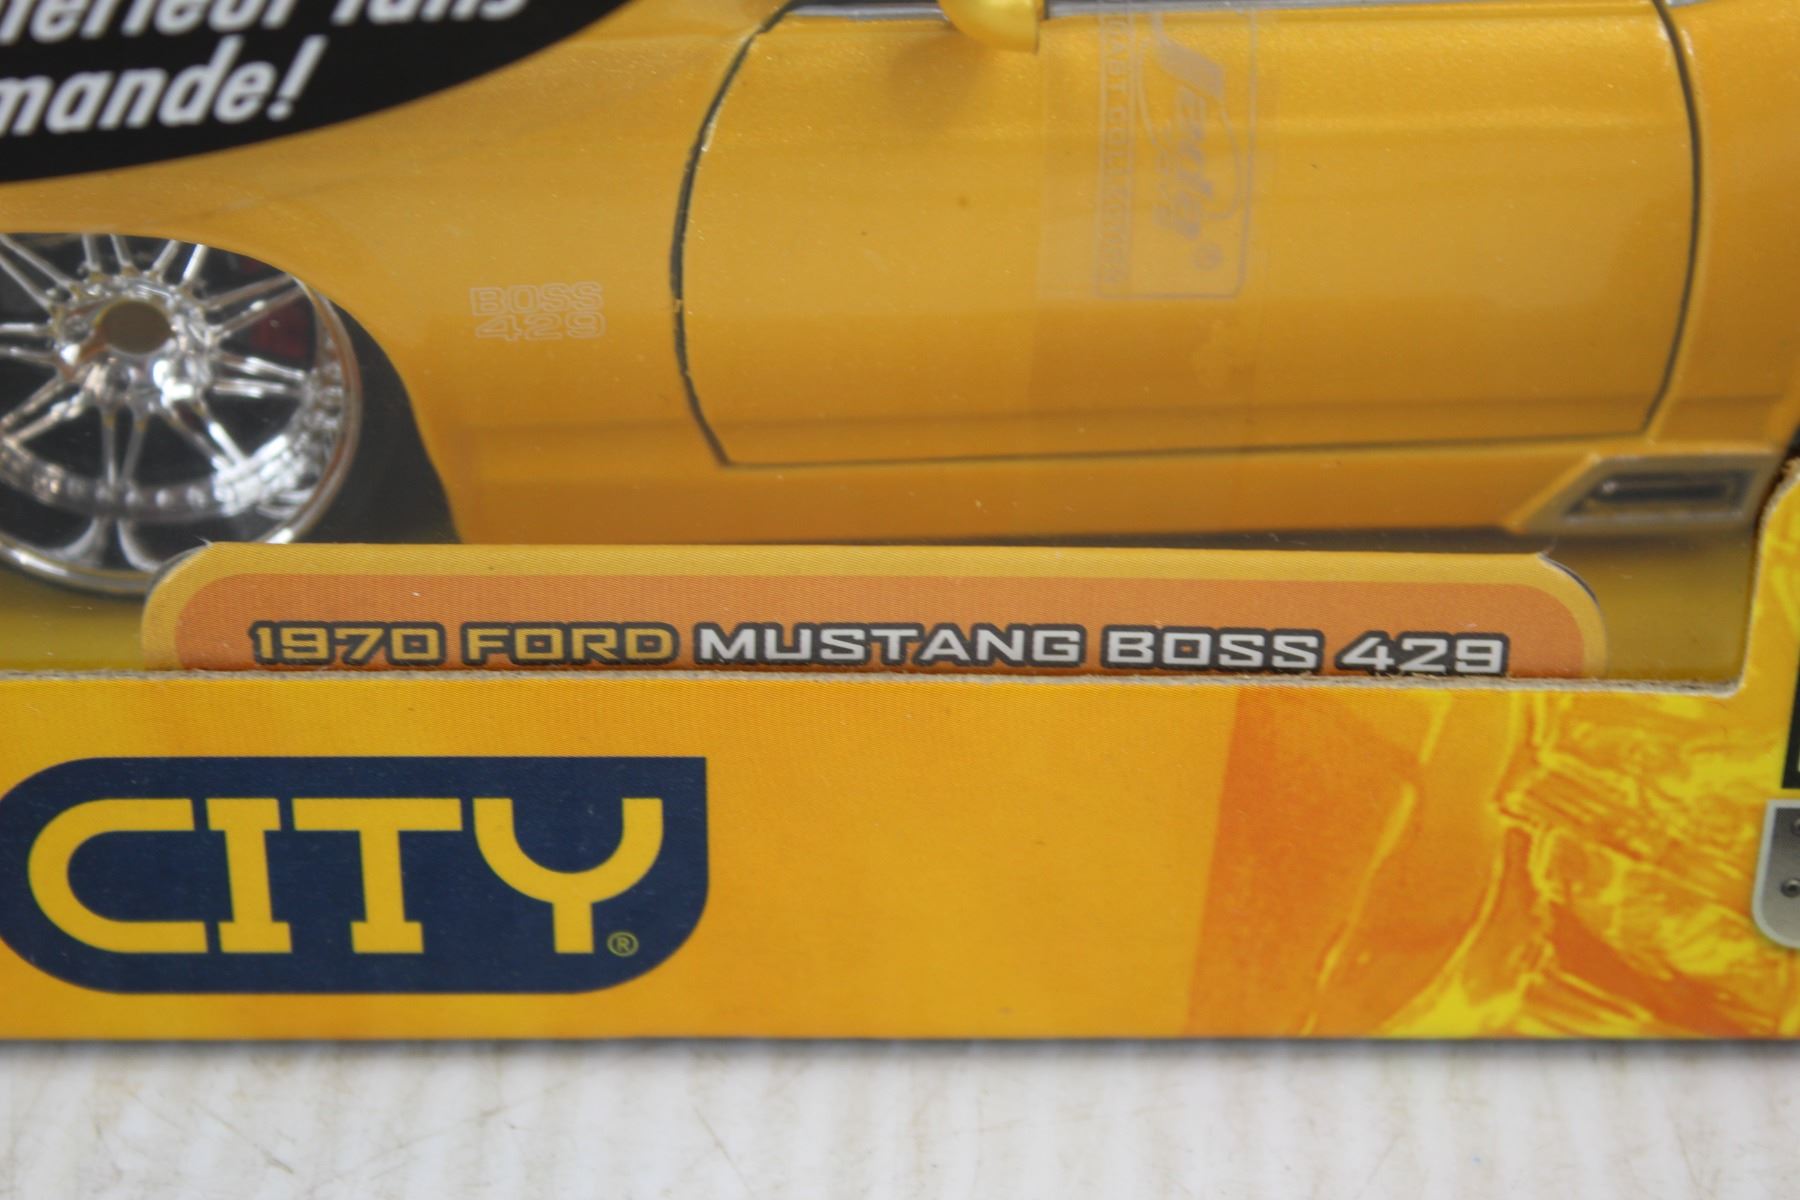 mande!
BOSS
429
1970 FORD MUSTANG BOSS 429
CITY®